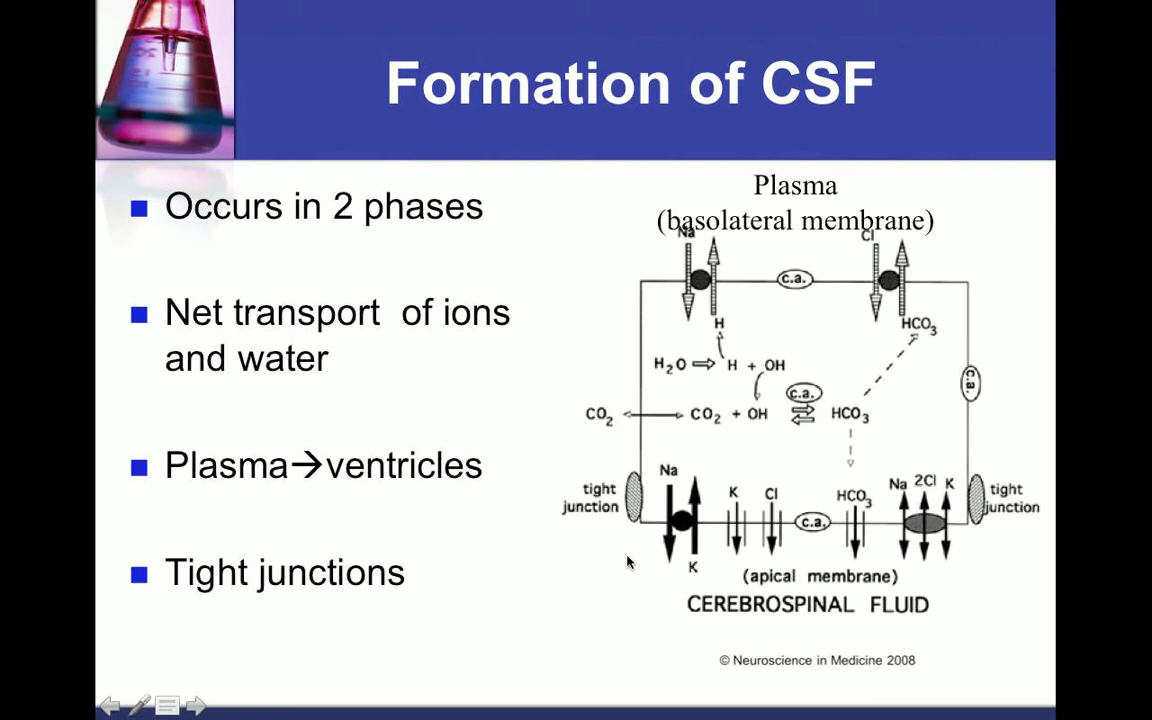 Formation of CSF
■ Occurs in 2 phases
■ Net transport of ions
and water
■ Plasma→ventricles
■ Tight junctions
Plasma
(basolateral membrane)
Na Cl
c.a.
H HCO3
H2O ⇒ H + OH
c.a.
c.a.
CO2 ↔ CO2 + OH ⇌ HCO3
Na K Cl HCO3 Na 2Cl K
tight
junction
tight
junction
c.a.
K
(apical membrane)
CEREBROSPINAL FLUID
© Neuroscience in Medicine 2008